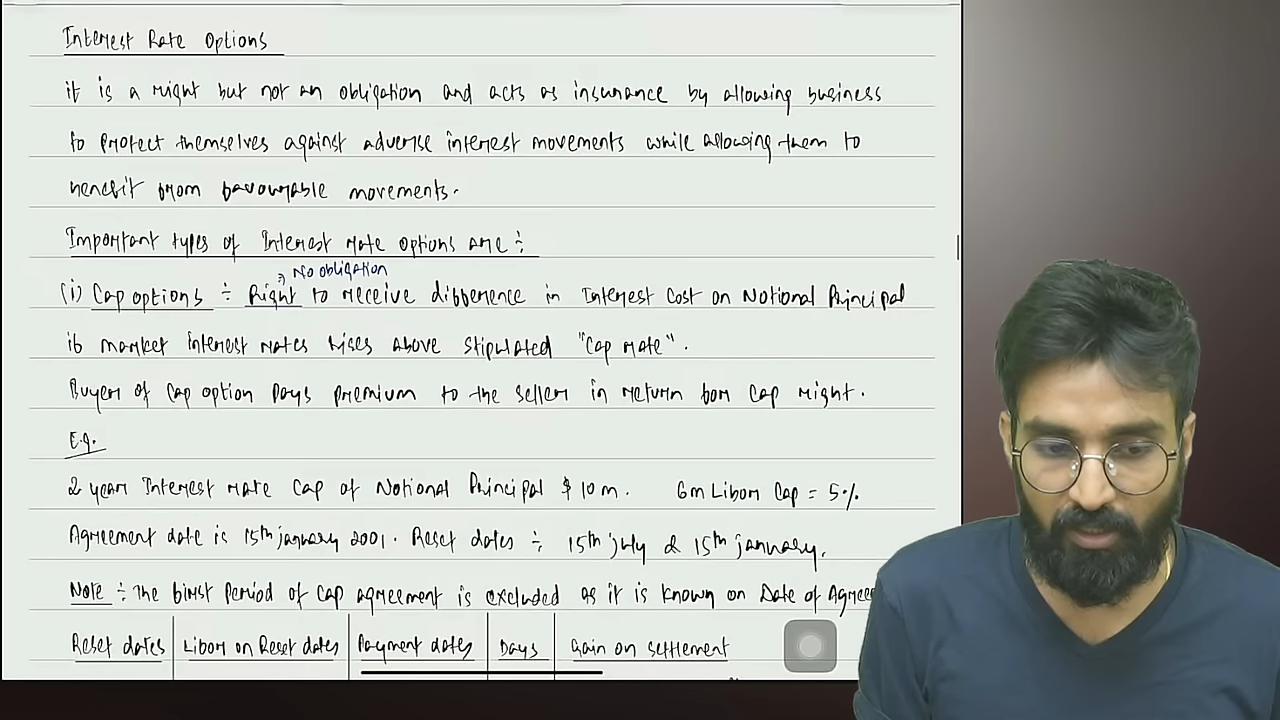 Interest Rate Options
it is a right but not an obligation and acts as insurance by allowing business
to protect themselves against adverse interest movements while allowing them to
benefit from favourable movements.
Important types of Interest rate options are ÷
→ No obligation
(i) Cap options ÷ Right to receive difference in Interest Cost on Notional Principal
if market interest rates rises above stipulated "Cap rate".
Buyer of Cap option pays premium to the seller in return for Cap right.
E.g.
2 year Interest rate Cap of Notional Principal $ 10 m. 6m Libor Cap = 5%
Agreement date is 15th january 2001. Reset dates ÷ 15th july & 15th january.
Note ÷ The first period of cap agreement is excluded as it is known on Date of Agree
Reset dates Libor on Reset dates Payment dates Days Gain on settlement